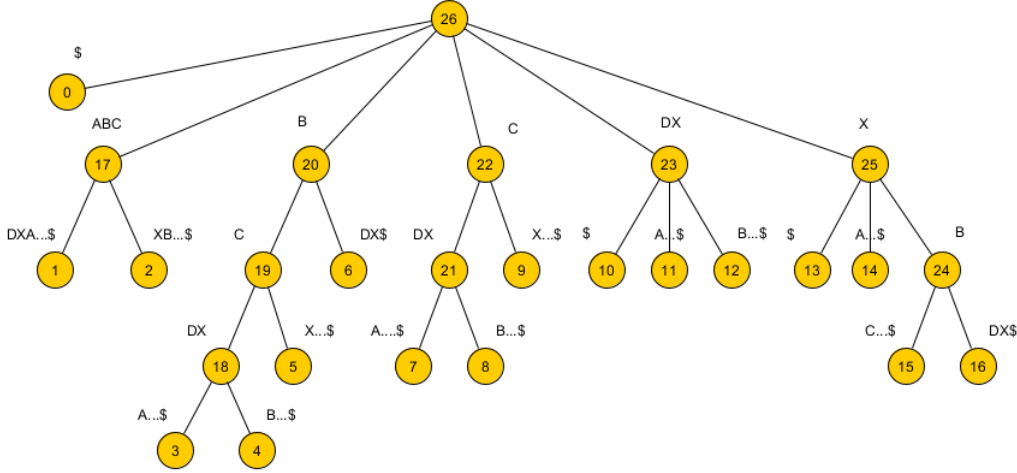 26
$
0
ABC B C DX X
17 20 22 23 25
DXA...$ XB...$ C DX$ DX X...$ $ A...$ B...$ $ A...$ B
1 2 19 6 21 9 10 11 12 13 14 24
DX X...$ A....$ B...$ C...$ DX$
18 5 7 8 15 16
A...$ B...$
3 4